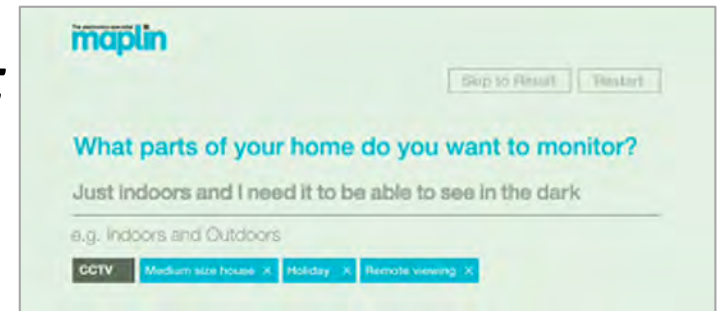 The electronics specialist
maplin
Skip to Result Restart
What parts of your home do you want to monitor?
Just indoors and I need it to be able to see in the dark
e.g. Indoors and Outdoors
CCTV Medium size house × Holiday × Remote viewing ×